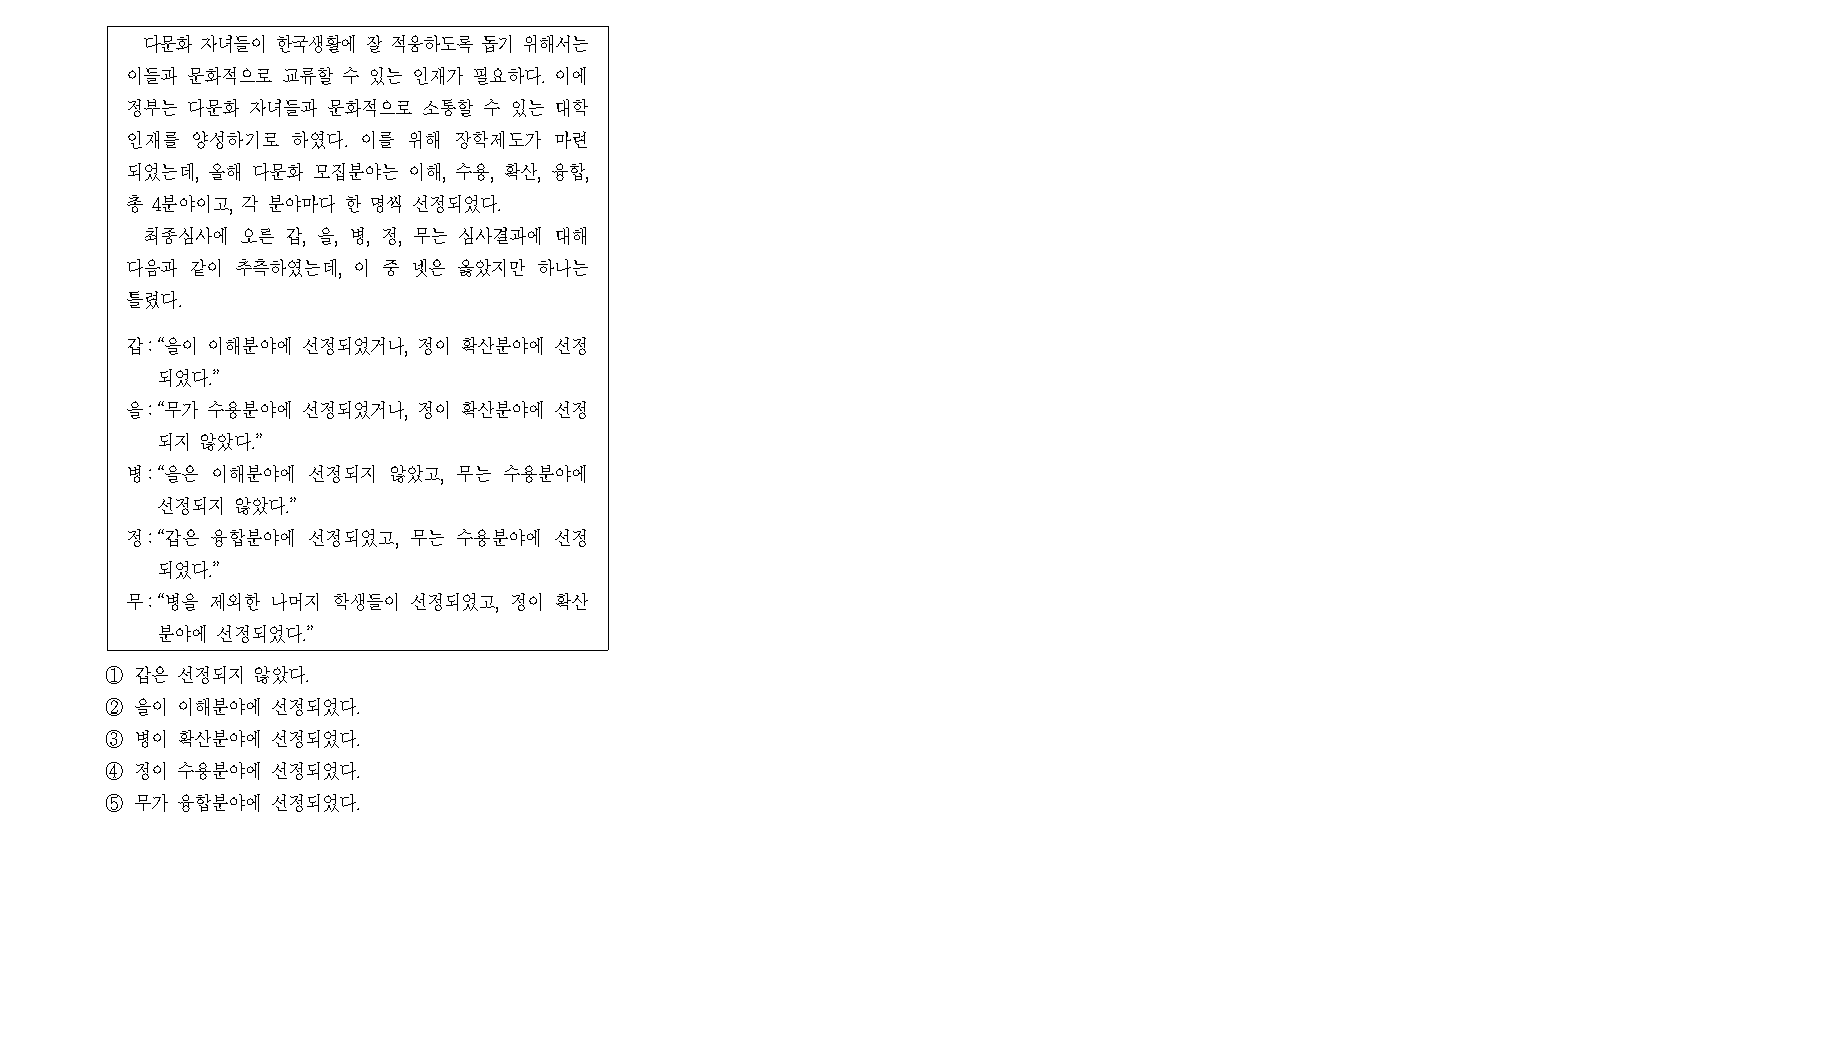 다문화 자녀들이 한국생활에 잘 적응하도록 돕기 위해서는
이들과 문화적으로 교류할 수 있는 인재가 필요하다. 이에
정부는 다문화 자녀들과 문화적으로 소통할 수 있는 대학
인재를 양성하기로 하였다. 이를 위해 장학제도가 마련
되었는데, 올해 다문화 모집분야는 이해, 수용, 확산, 융합,
총 4분야이고, 각 분야마다 한 명씩 선정되었다.
최종심사에 오른 갑, 을, 병, 정, 무는 심사결과에 대해
다음과 같이 추측하였는데, 이 중 넷은 옳았지만 하나는
틀렸다.
갑 : “을이 이해분야에 선정되었거나, 정이 확산분야에 선정
되었다.”
을 : “무가 수용분야에 선정되었거나, 정이 확산분야에 선정
되지 않았다.”
병 : “을은 이해분야에 선정되지 않았고, 무는 수용분야에
선정되지 않았다.”
정 : “갑은 융합분야에 선정되었고, 무는 수용분야에 선정
되었다.”
무 : “병을 제외한 나머지 학생들이 선정되었고, 정이 확산
분야에 선정되었다.”
① 갑은 선정되지 않았다.
② 을이 이해분야에 선정되었다.
③ 병이 확산분야에 선정되었다.
④ 정이 수용분야에 선정되었다.
⑤ 무가 융합분야에 선정되었다.